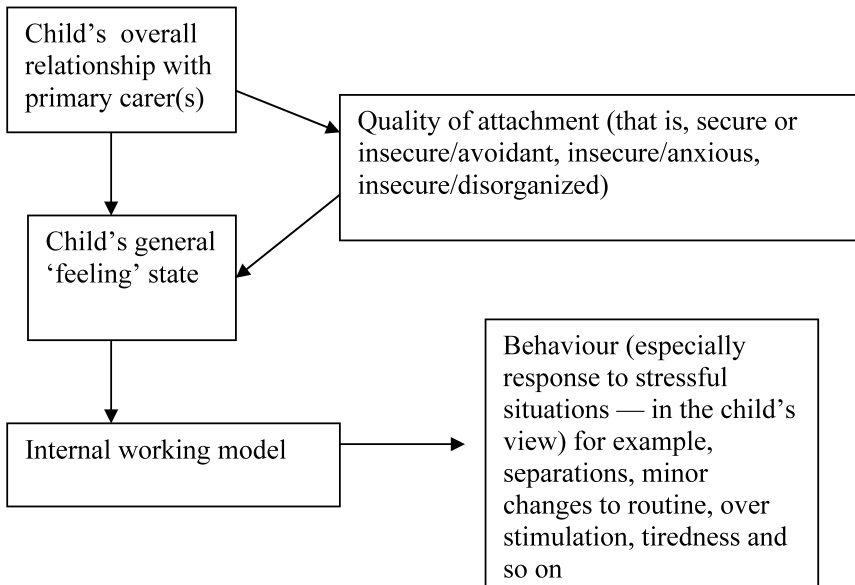 Child’s  overall
relationship with
primary carer(s)
Quality of attachment (that is, secure or
insecure/avoidant, insecure/anxious,
insecure/disorganized)
Child’s general
‘feeling’ state
Internal working model
Behaviour (especially
response to stressful
situations — in the child’s
view) for example,
separations, minor
changes to routine, over
stimulation, tiredness and
so on